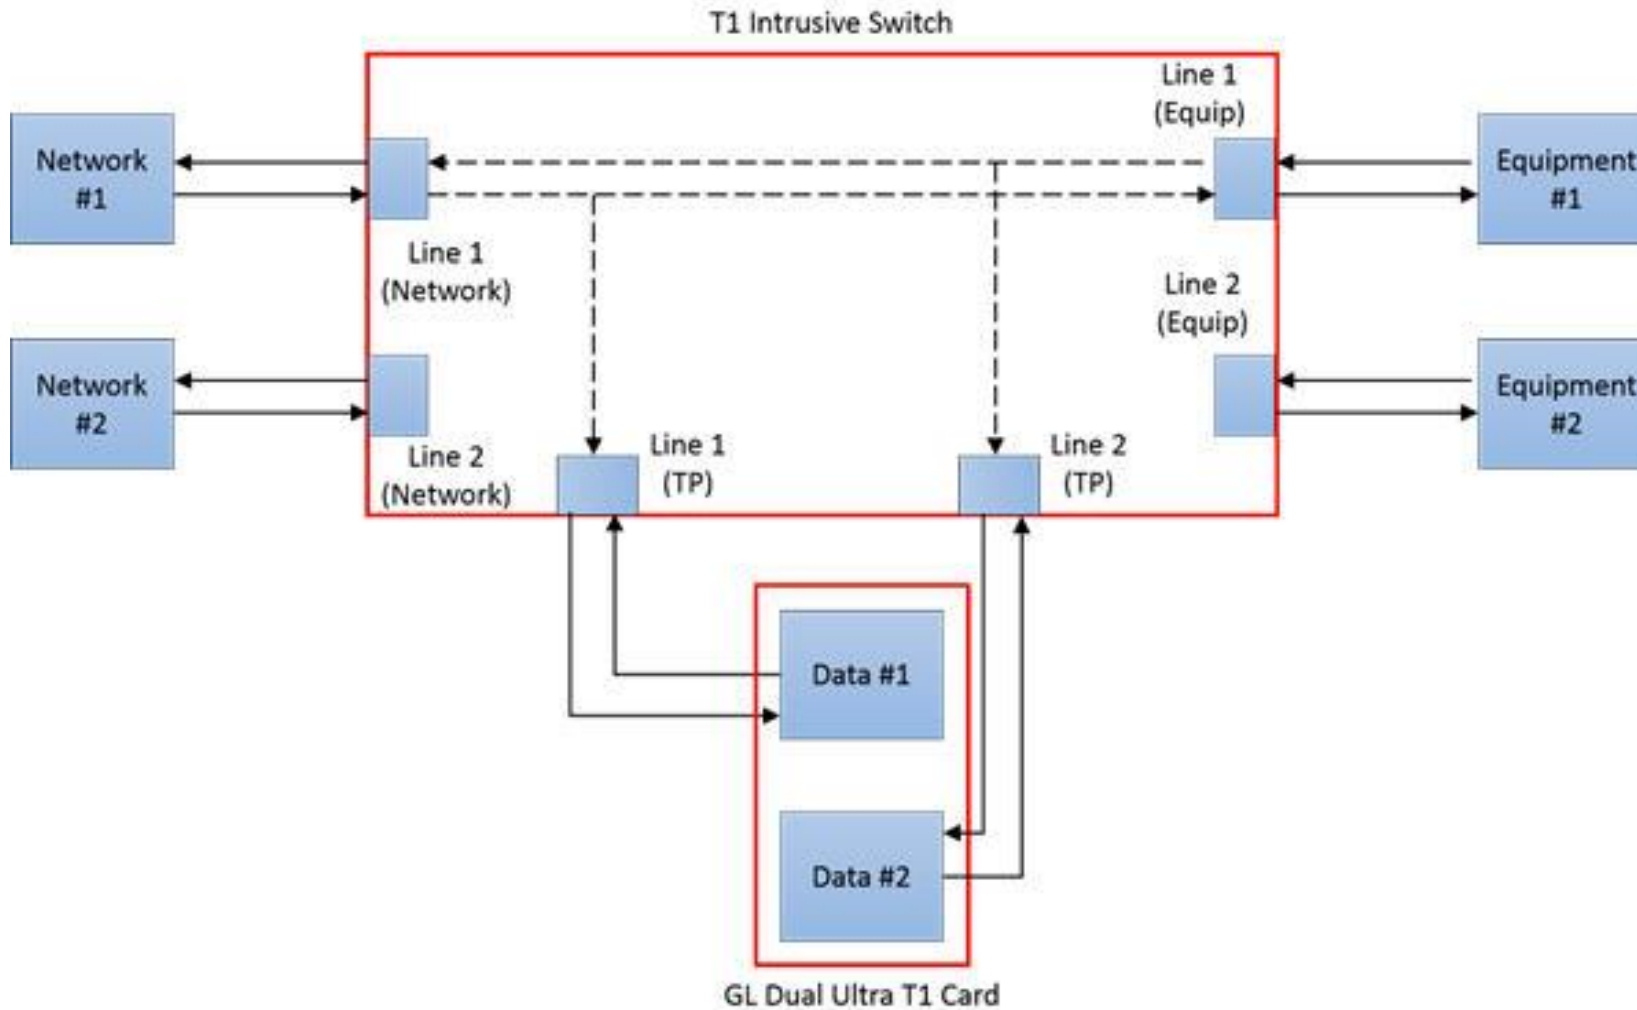 T1 Intrusive Switch
Line 1
(Equip)
Network
#1
Equipment
#1
Line 1
(Network)
Line 2
(Equip)
Network
#2
Equipment
#2
Line 2
(Network)
Line 1
(TP)
Line 2
(TP)
Data #1
Data #2
GL Dual Ultra T1 Card